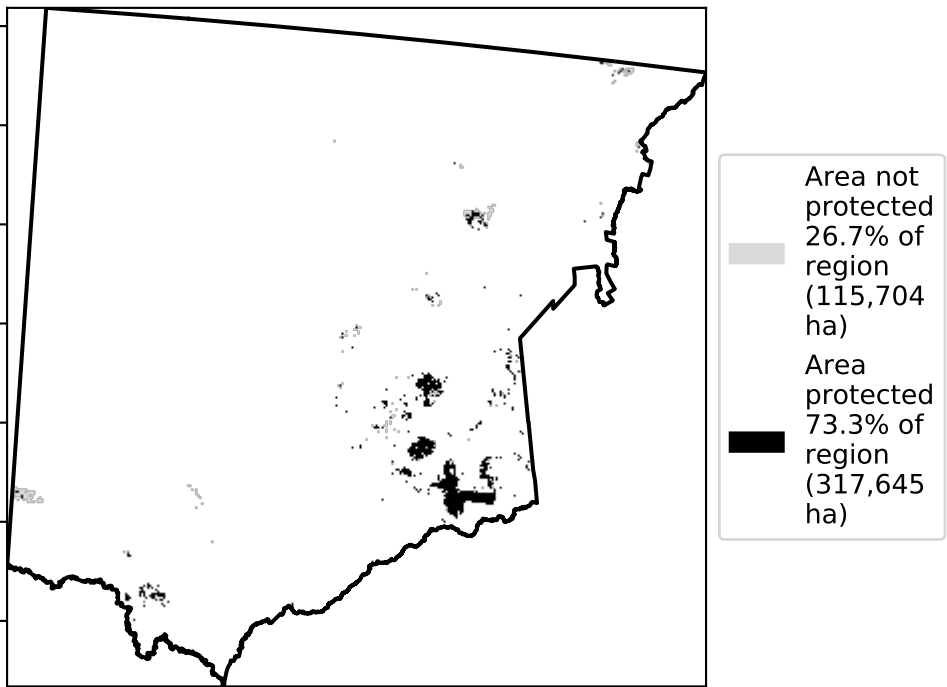 Area not
protected
26.7% of
region
(115,704
ha)
Area
protected
73.3% of
region
(317,645
ha)